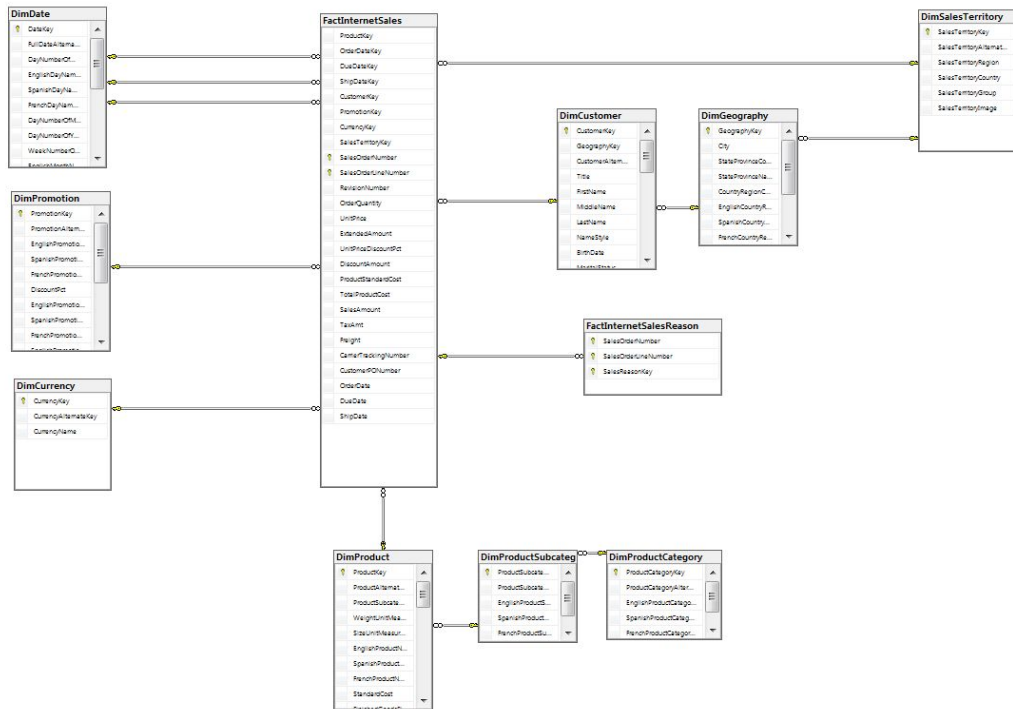 DimDate
DateKey
FullDateAlterna...
DayNumberOf...
EnglishDayNam...
SpanishDayNa...
FrenchDayNam...
DayNumberOfM...
DayNumberOfY...
WeekNumberO...
DimPromotion
PromotionKey
PromotionAltern...
EnglishPromotio...
SpanishPromoti...
FrenchPromotio...
DiscountPct
EnglishPromotio...
SpanishPromoti...
FrenchPromotio...
DimCurrency
CurrencyKey
CurrencyAlternateKey
CurrencyName
FactInternetSales
ProductKey
OrderDateKey
DueDateKey
ShipDateKey
CustomerKey
PromotionKey
CurrencyKey
SalesTerritoryKey
SalesOrderNumber
SalesOrderLineNumber
RevisionNumber
OrderQuantity
UnitPrice
ExtendedAmount
UnitPriceDiscountPct
DiscountAmount
ProductStandardCost
TotalProductCost
SalesAmount
TaxAmt
Freight
CarrierTrackingNumber
CustomerPONumber
OrderDate
DueDate
ShipDate
DimCustomer
CustomerKey
GeographyKey
CustomerAltern...
Title
FirstName
MiddleName
LastName
NameStyle
BirthDate
MaritalStatus
DimGeography
GeographyKey
City
StateProvinceCo...
StateProvinceNa...
CountryRegionC...
EnglishCountryR...
SpanishCountry...
FrenchCountryRe...
DimSalesTerritory
SalesTerritoryKey
SalesTerritoryAlternat...
SalesTerritoryRegion
SalesTerritoryCountry
SalesTerritoryGroup
SalesTerritoryImage
FactInternetSalesReason
SalesOrderNumber
SalesOrderLineNumber
SalesReasonKey
DimProduct
ProductKey
ProductAlternat...
ProductSubcate...
WeightUnitMea...
SizeUnitMeasur...
EnglishProductN...
SpanishProduct...
FrenchProductN...
StandardCost
DimProductSubcateg
ProductSubcate...
ProductSubcate...
EnglishProductS...
SpanishProduct...
FrenchProductSu...
DimProductCategory
ProductCategoryKey
ProductCategoryAlter...
EnglishProductCatego...
SpanishProductCateg...
FrenchProductCategor...